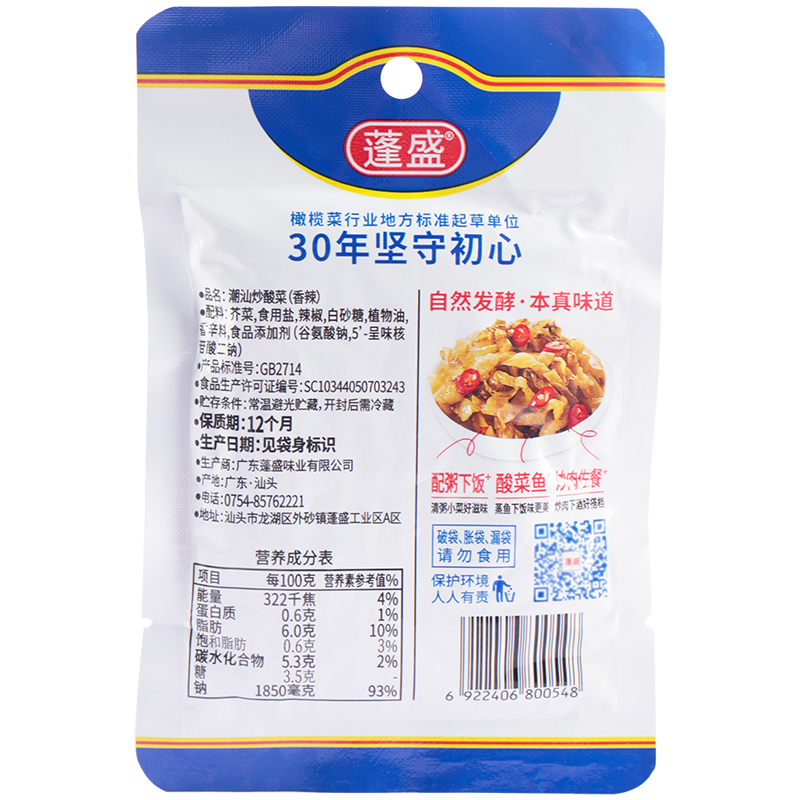 蓬盛®
橄榄菜行业地方标准起草单位
30年坚守初心
•品名: 潮汕炒酸菜(香辣)
•配料: 芥菜,食用盐,辣椒,白砂糖,植物油,
香辛料,食品添加剂(谷氨酸钠,5'-呈味核
苷酸二钠)
•产品标准号:GB2714
•食品生产许可证编号:SC10344050703243
•贮存条件: 常温避光贮藏,开封后需冷藏
•保质期:12个月
•生产日期:见袋身标识
•生产商:广东蓬盛味业有限公司
•产地:广东·汕头
•电话:0754-85762221
•地址:汕头市龙湖区外砂镇蓬盛工业区A区
营养成分表
项目 每100克 营养素参考值%
能量 322千焦 4%
蛋白质 0.6克 1%
脂肪 6.0克 10%
饱和脂肪 0.6克 3%
碳水化合物 5.3克 2%
糖 3.5克 -
钠 1850毫克 93%
自然发酵·本真味道
配粥下饭+ 酸菜鱼+ 炒肉佐餐+
清粥小菜好滋味 蒸鱼下饭味更美 炒肉下酒好搭档
破袋、胀袋、漏袋
请勿食用
保护环境
人人有责
蓬盛
6 922406 800548